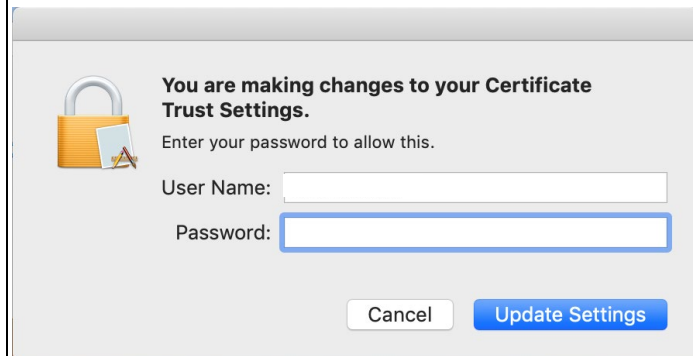 You are making changes to your Certificate
Trust Settings.
Enter your password to allow this.
User Name:
Password:
Cancel
Update Settings